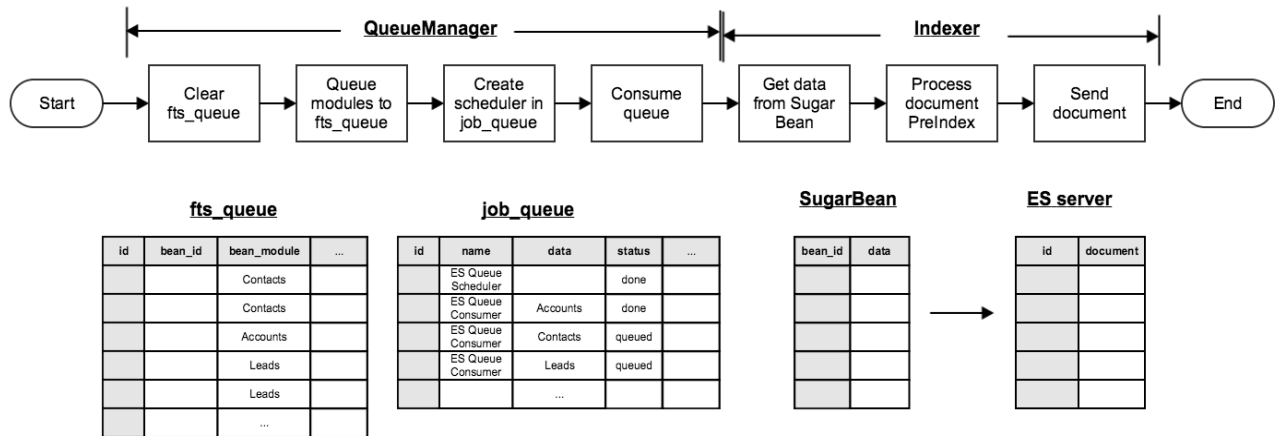 QueueManager
Indexer
Start
Clear
fts_queue
Queue
modules to
fts_queue
Create
scheduler in
job_queue
Consume
queue
Get data
from Sugar
Bean
Process
document
PreIndex
Send
document
End
fts_queue
id bean_id bean_module ...
Contacts
Contacts
Accounts
Leads
Leads
...
job_queue
id name data status ...
ES Queue
Scheduler done
ES Queue
Consumer Accounts done
ES Queue
Consumer Contacts queued
ES Queue
Consumer Leads queued
...
SugarBean
bean_id data
ES server
id document